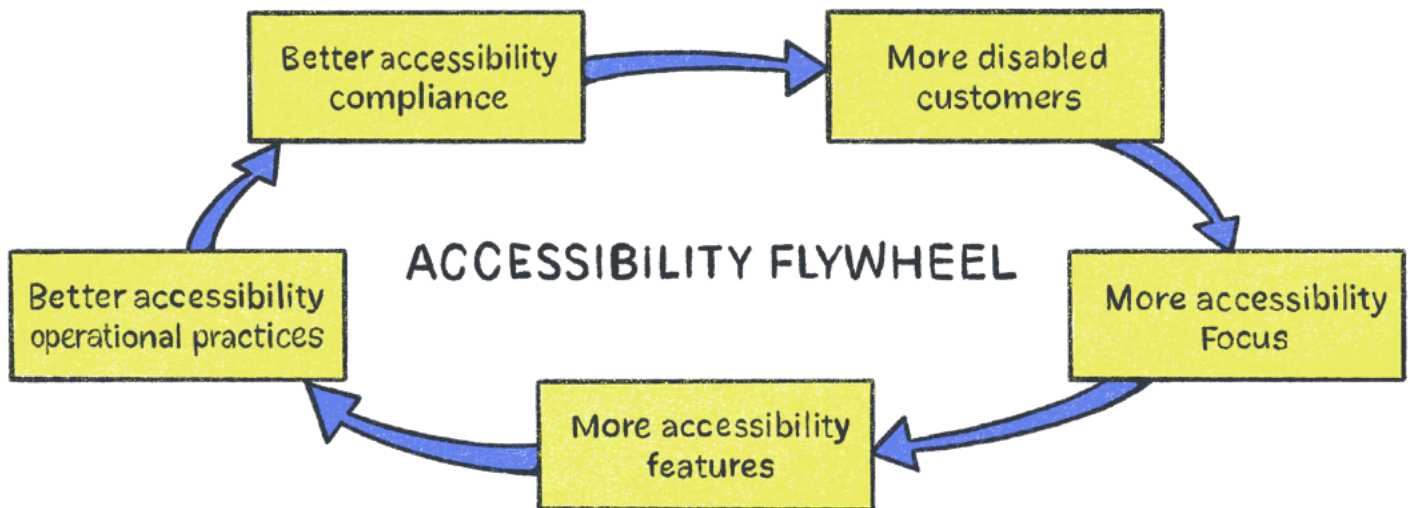 Better accessibility
compliance
More disabled
customers
ACCESSIBILITY FLYWHEEL
Better accessibility
operational practices
More accessibility
Focus
More accessibility
features